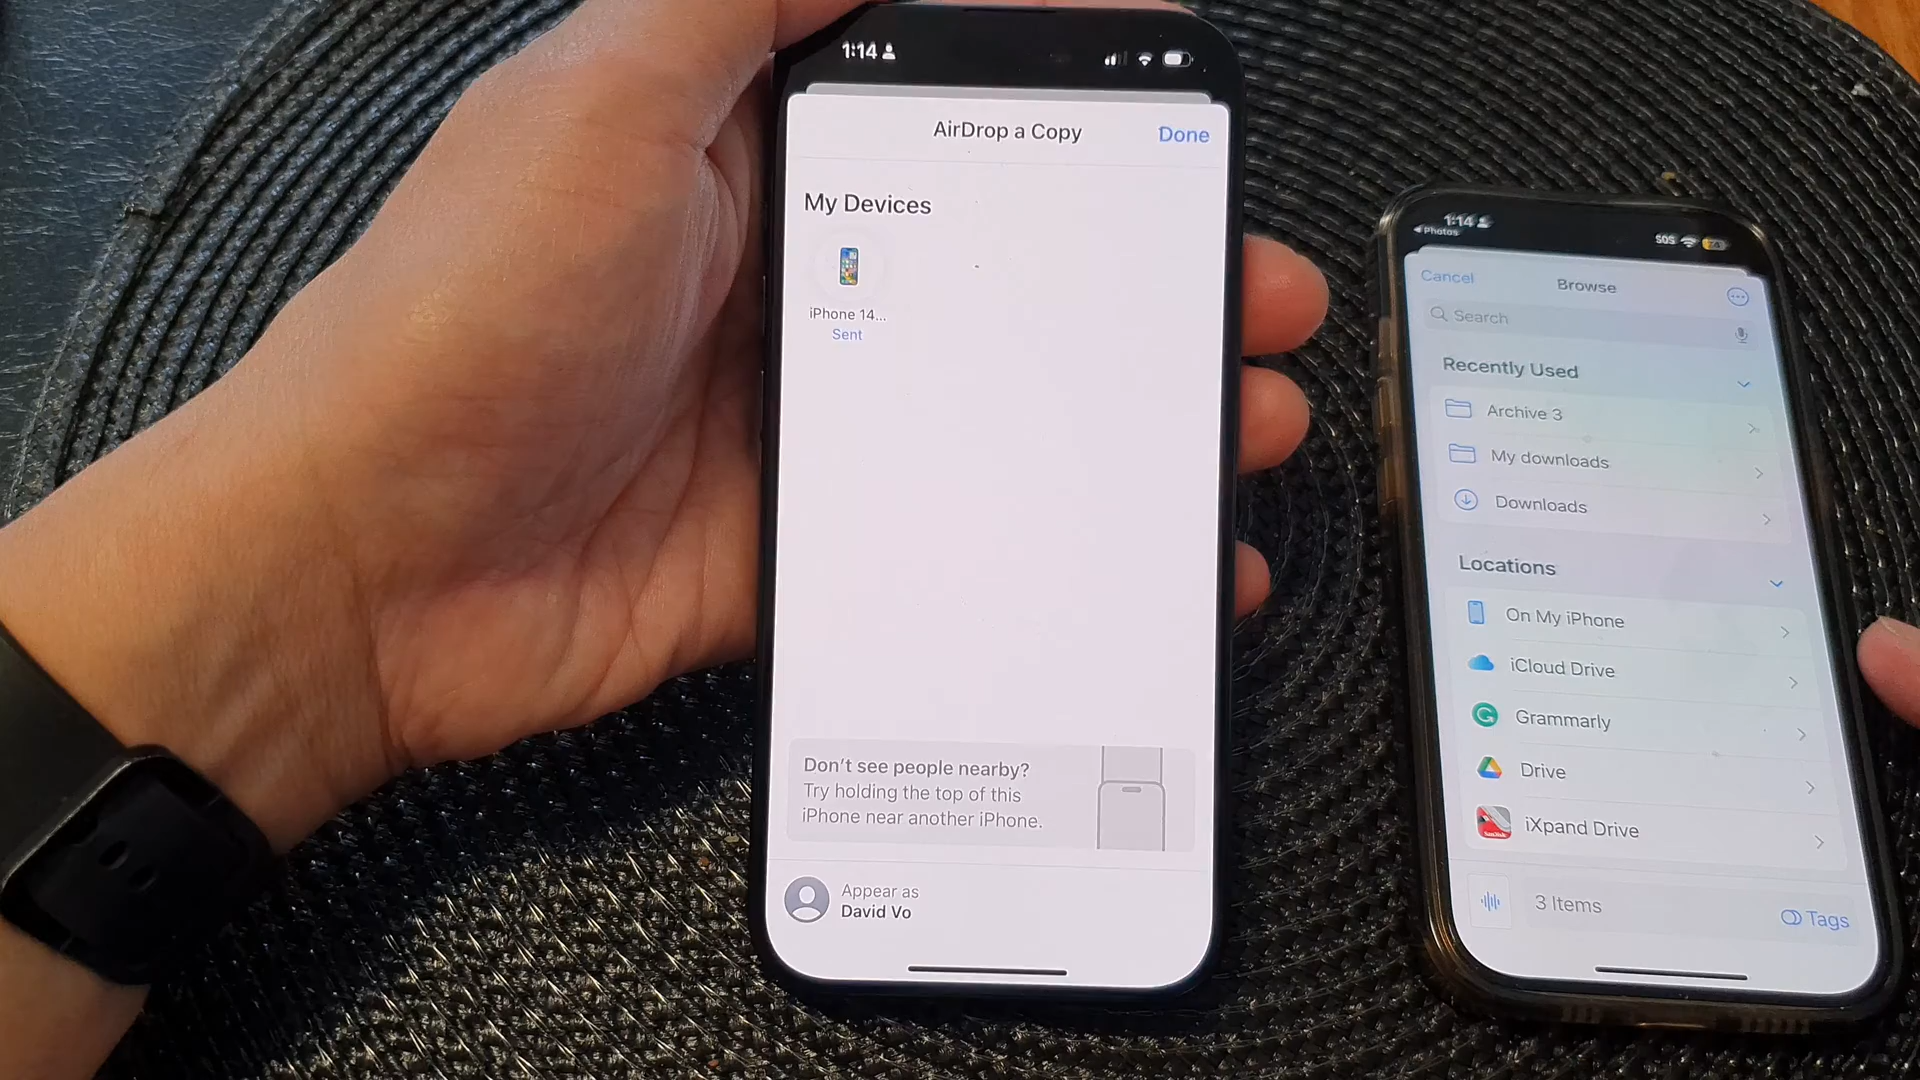 1:14
AirDrop a Copy
Done
My Devices
iPhone 14...
Sent
Don't see people nearby?
Try holding the top of this
iPhone near another iPhone.
Appear as
David Vo
1:14
Photos
SOS
Cancel
Browse
Search
Recently Used
Archive 3
My downloads
Downloads
Locations
On My iPhone
iCloud Drive
Grammarly
Drive
iXpand Drive
3 Items
Tags